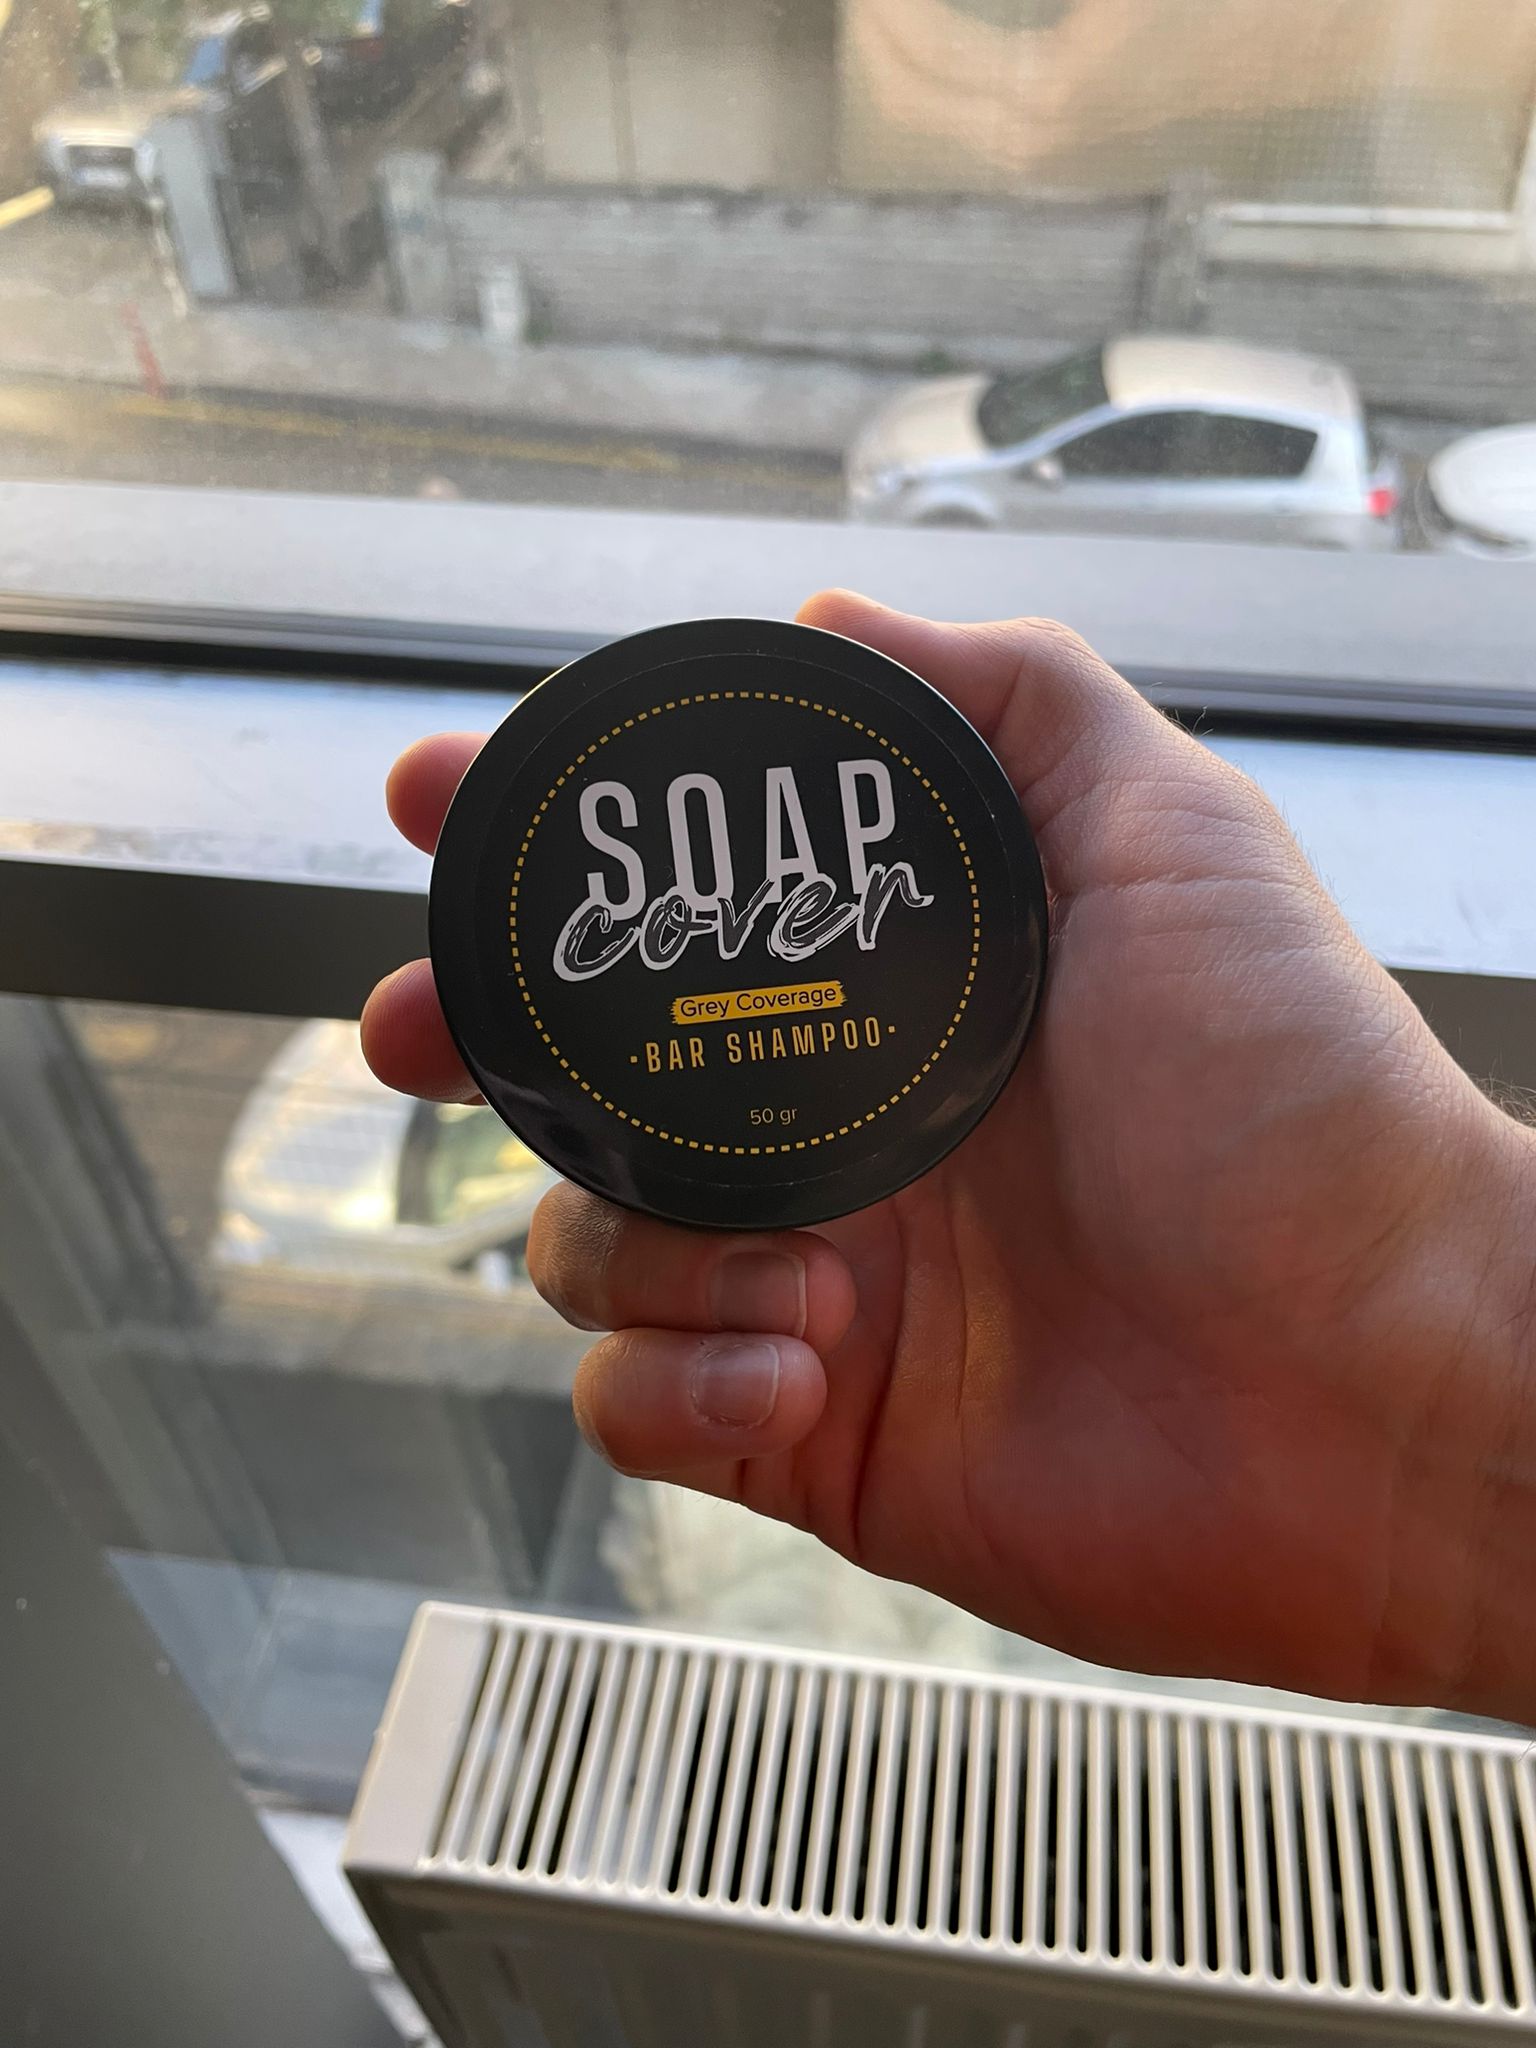 SOAP
cover
Grey Coverage
·BAR SHAMPOO·
50 gr